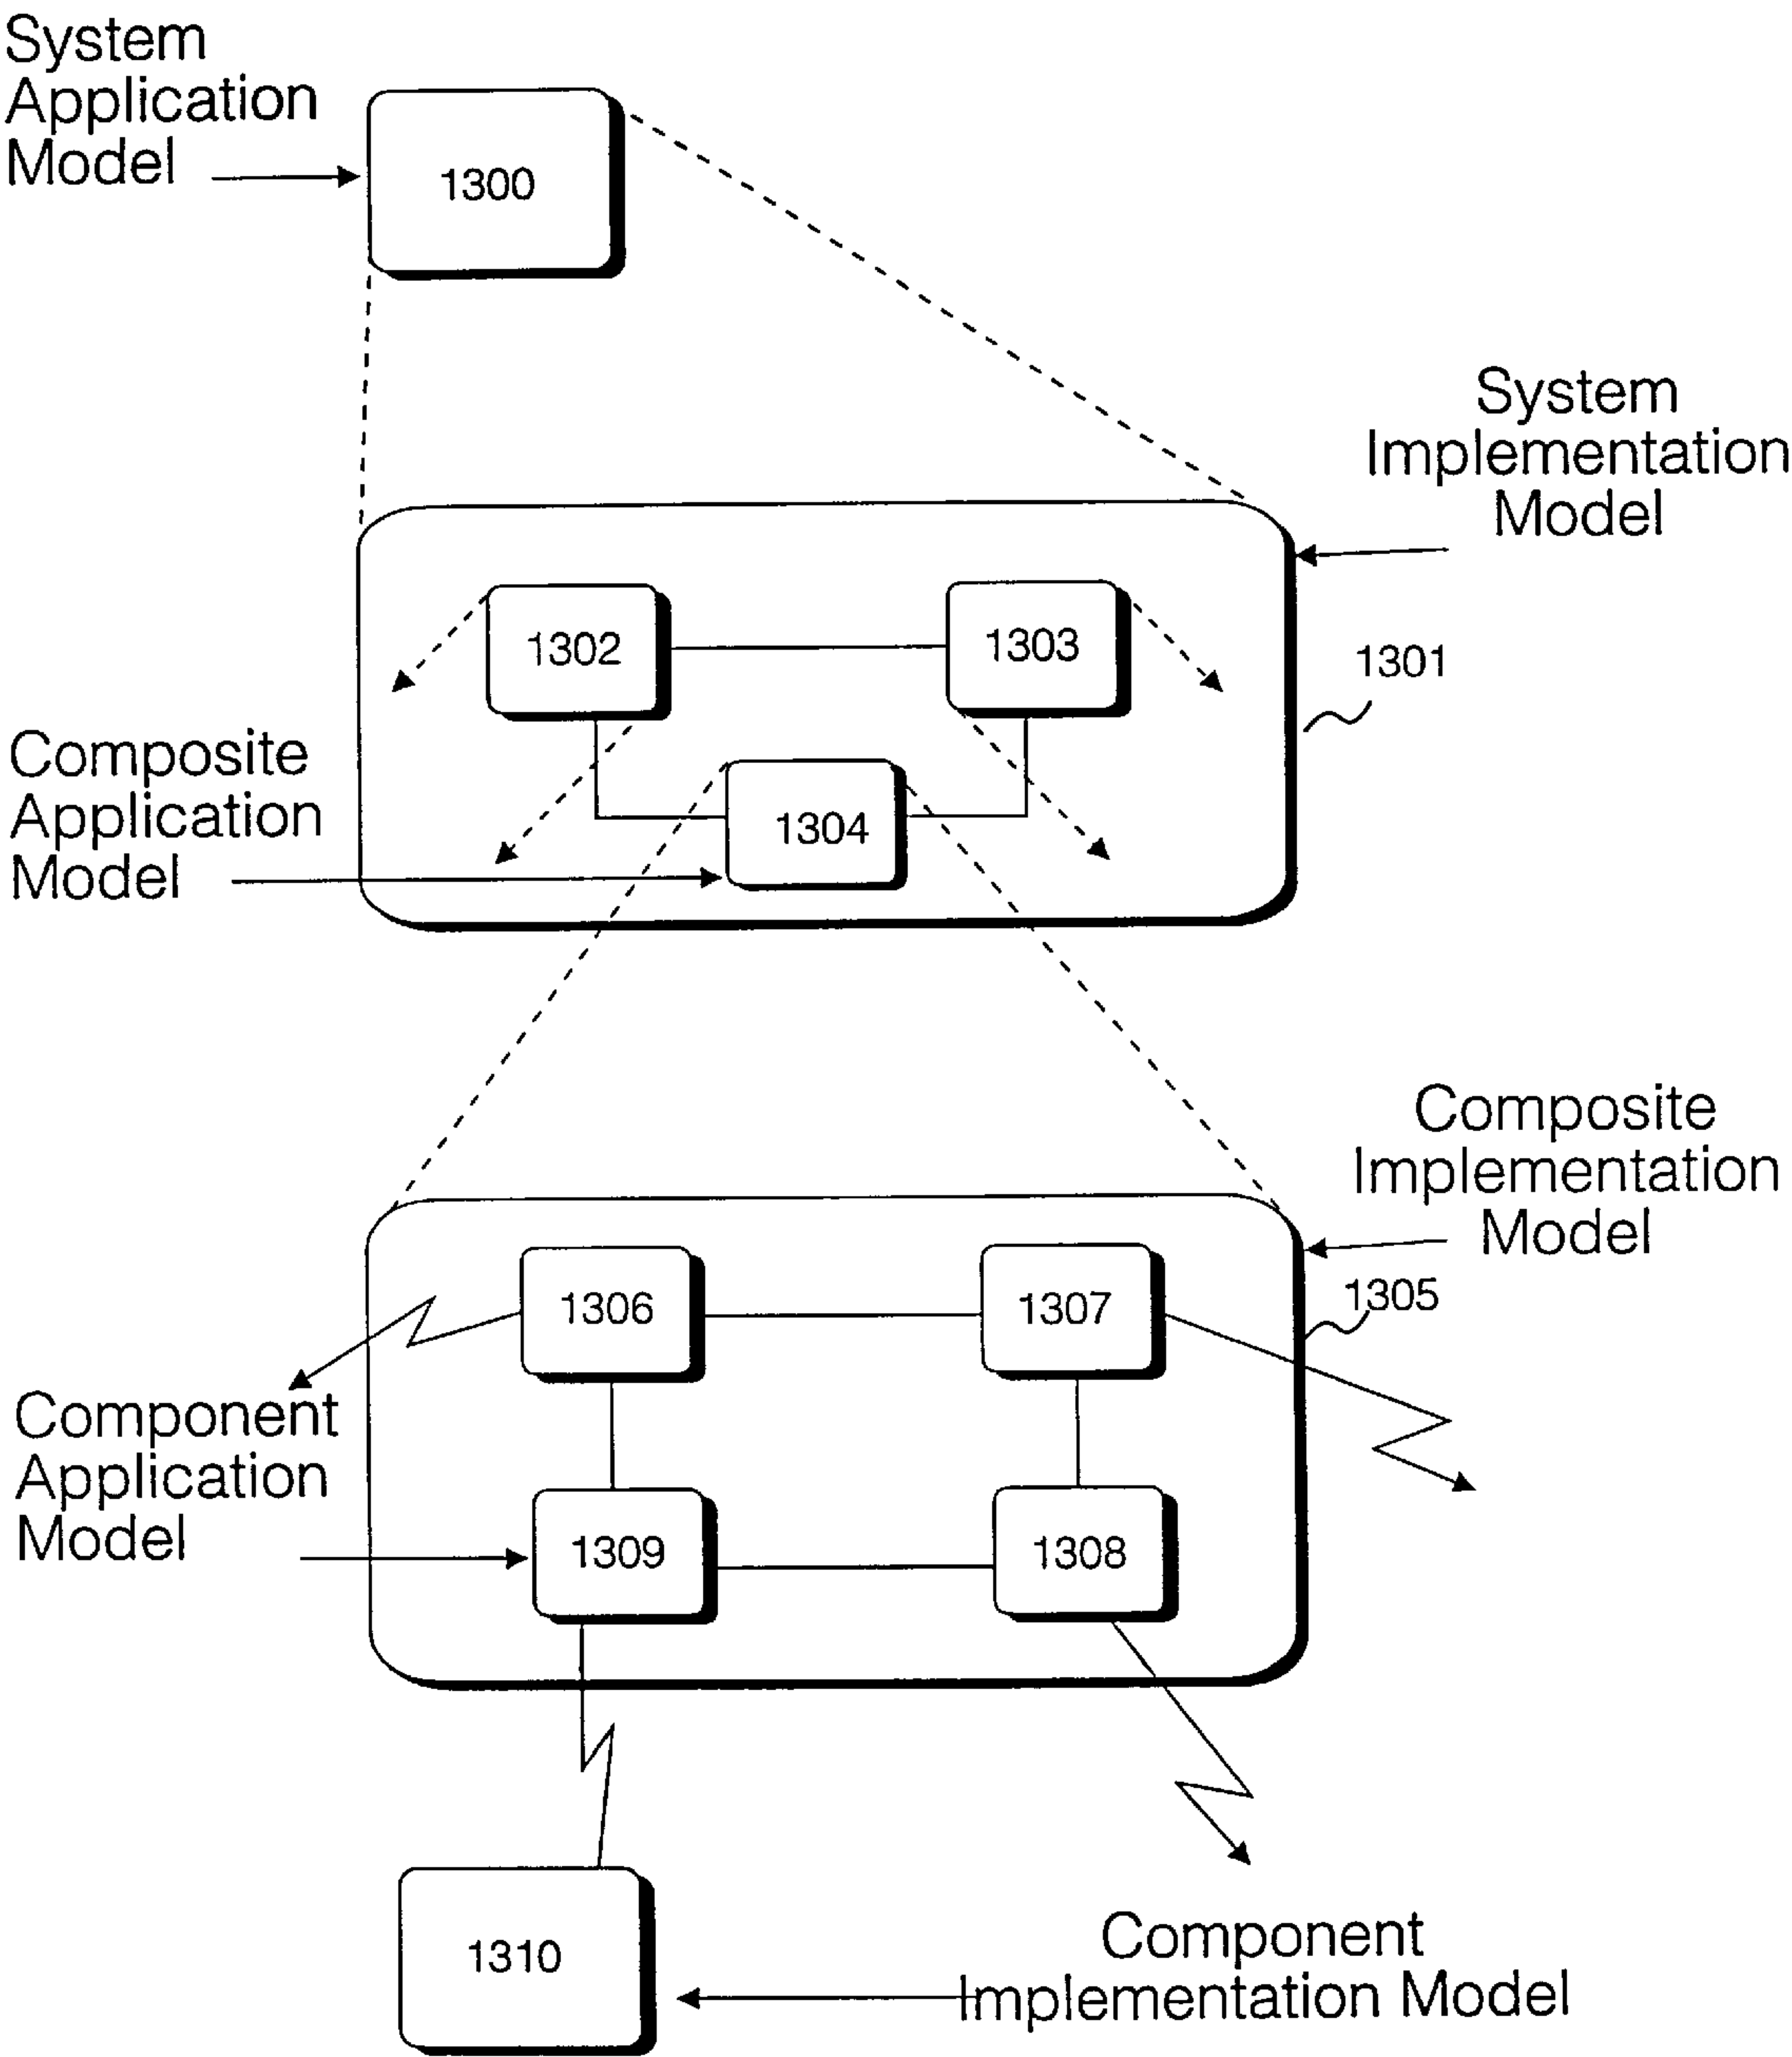 System
Application
Model
1300
System
Implementation
Model
1302
1303
1301
Composite
Application
Model
1304
Composite
Implementation
Model
1305
1306
1307
Component
Application
Model
1309
1308
1310
Component
Implementation Model